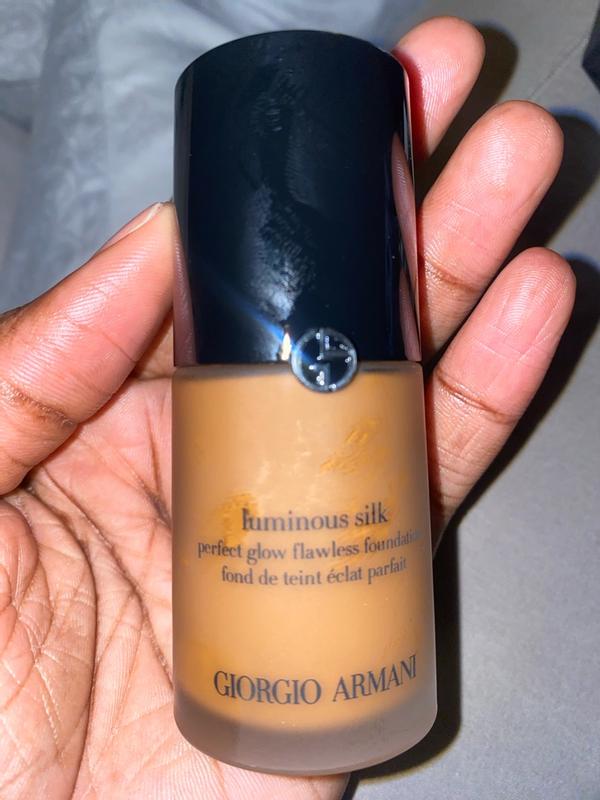 luminous silk
perfect glow flawless foundation
fond de teint éclat parfait
GIORGIO ARMANI